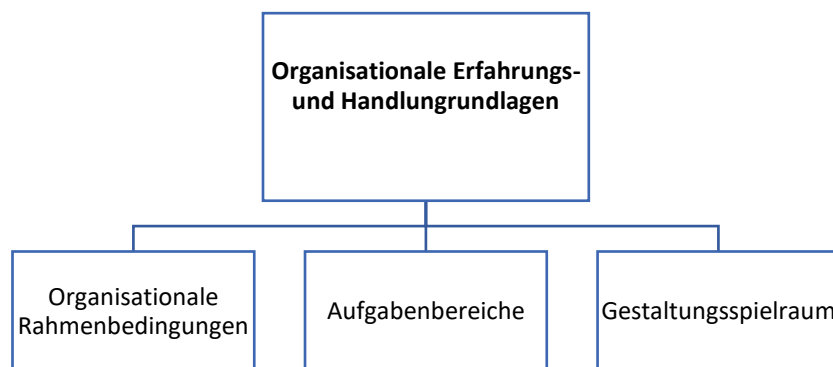 Organisationale Erfahrungs-
und Handlungrundlagen
Organisationale
Rahmenbedingungen
Aufgabenbereiche
Gestaltungsspielraum